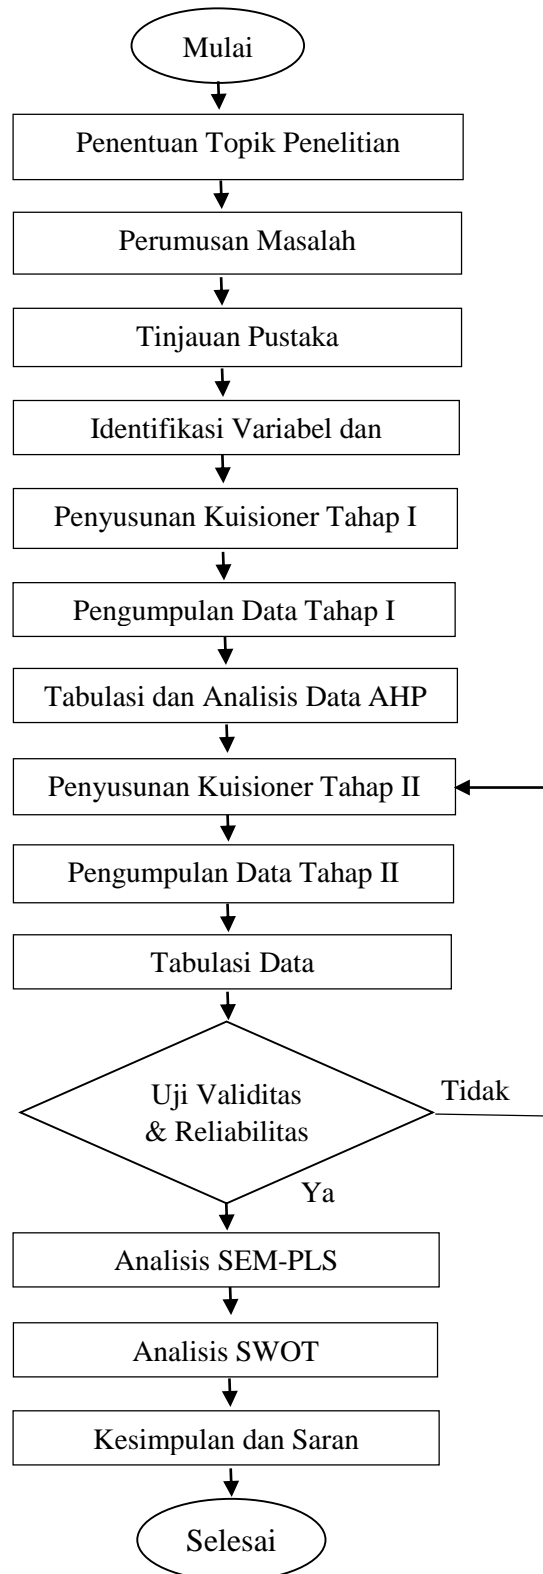 Mulai
Penentuan Topik Penelitian
Perumusan Masalah
Tinjauan Pustaka
Identifikasi Variabel dan
Penyusunan Kuisioner Tahap I
Pengumpulan Data Tahap I
Tabulasi dan Analisis Data AHP
Penyusunan Kuisioner Tahap II
Pengumpulan Data Tahap II
Tabulasi Data
Uji Validitas
& Reliabilitas
Tidak
Ya
Analisis SEM-PLS
Analisis SWOT
Kesimpulan dan Saran
Selesai